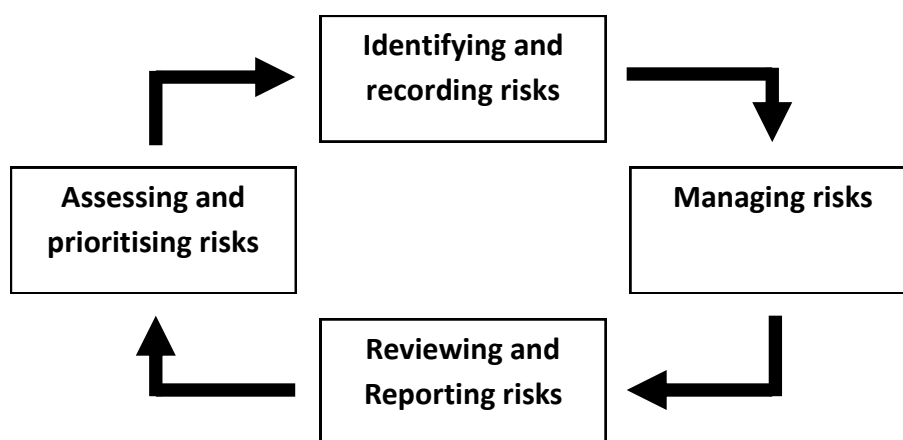 Identifying and
recording risks
Assessing and
prioritising risks
Managing risks
Reviewing and
Reporting risks